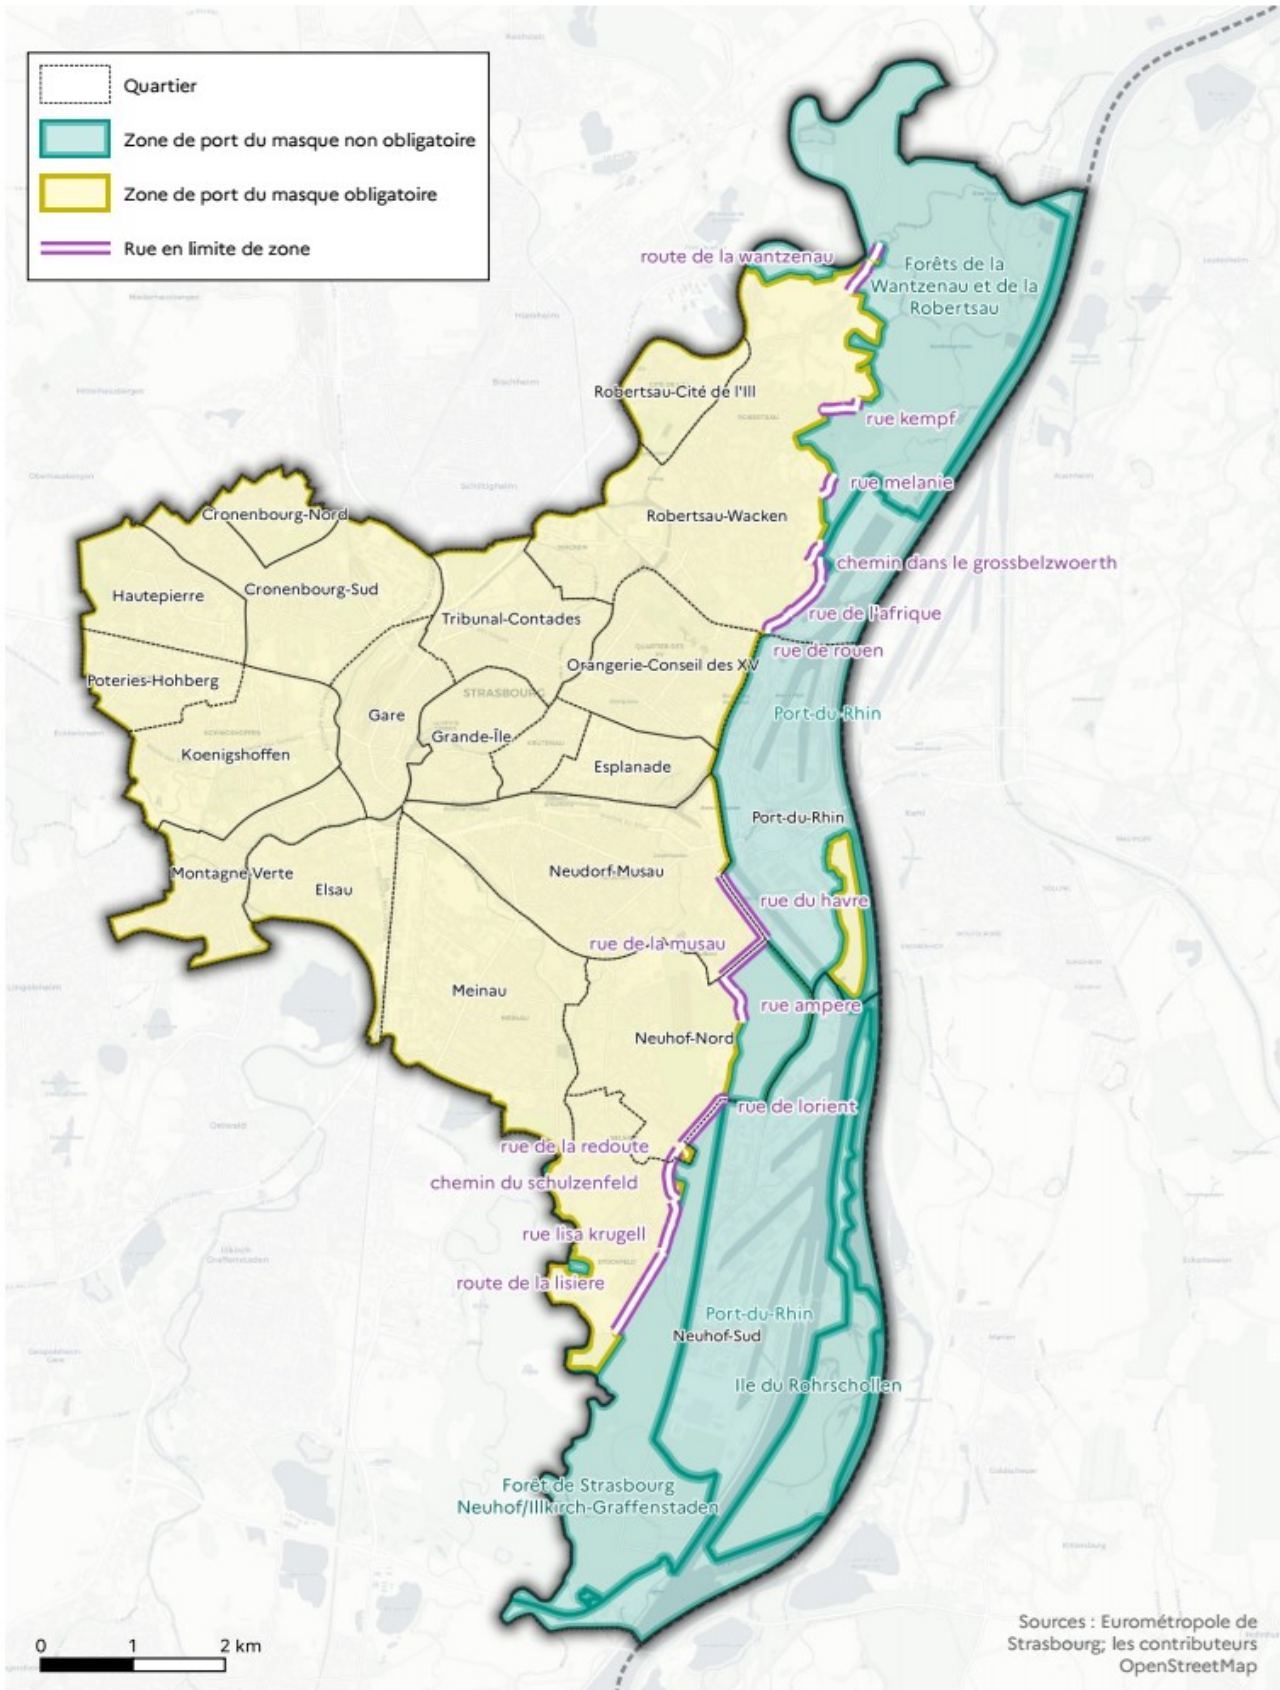 Quartier
Zone de port du masque non obligatoire
Zone de port du masque obligatoire
Rue en limite de zone
route de la wantzenau
Forêts de la
Wantzenau et de la
Robertsau
Robertsau-Cité de l'Ill
rue kempf
rue melanie
Cronenbourg-Nord
Robertsau-Wacken
chemin dans le grossbelzwoerth
Hautepierre
Cronenbourg-Sud
rue de l'afrique
Tribunal-Contades
rue de rouen
Orangerie-Conseil des XV
Poteries-Hohberg
STRASBOURG
Gare
Port-du-Rhin
Grande-Île
Koenigshoffen
Esplanade
Port-du-Rhin
Montagne-Verte
Elsau
Neudorf-Musau
rue du havre
rue de la musau
Meinau
rue ampere
Neuhof-Nord
rue de lorient
rue de la redoute
chemin du schulzenfeld
rue lisa krugell
route de la lisiere
Port-du-Rhin
Neuhof-Sud
Ile du Rohrschollen
Forêt de Strasbourg
Neuhof/Illkirch-Graffenstaden
0 1 2 km
Sources : Eurométropole de
Strasbourg; les contributeurs
OpenStreetMap